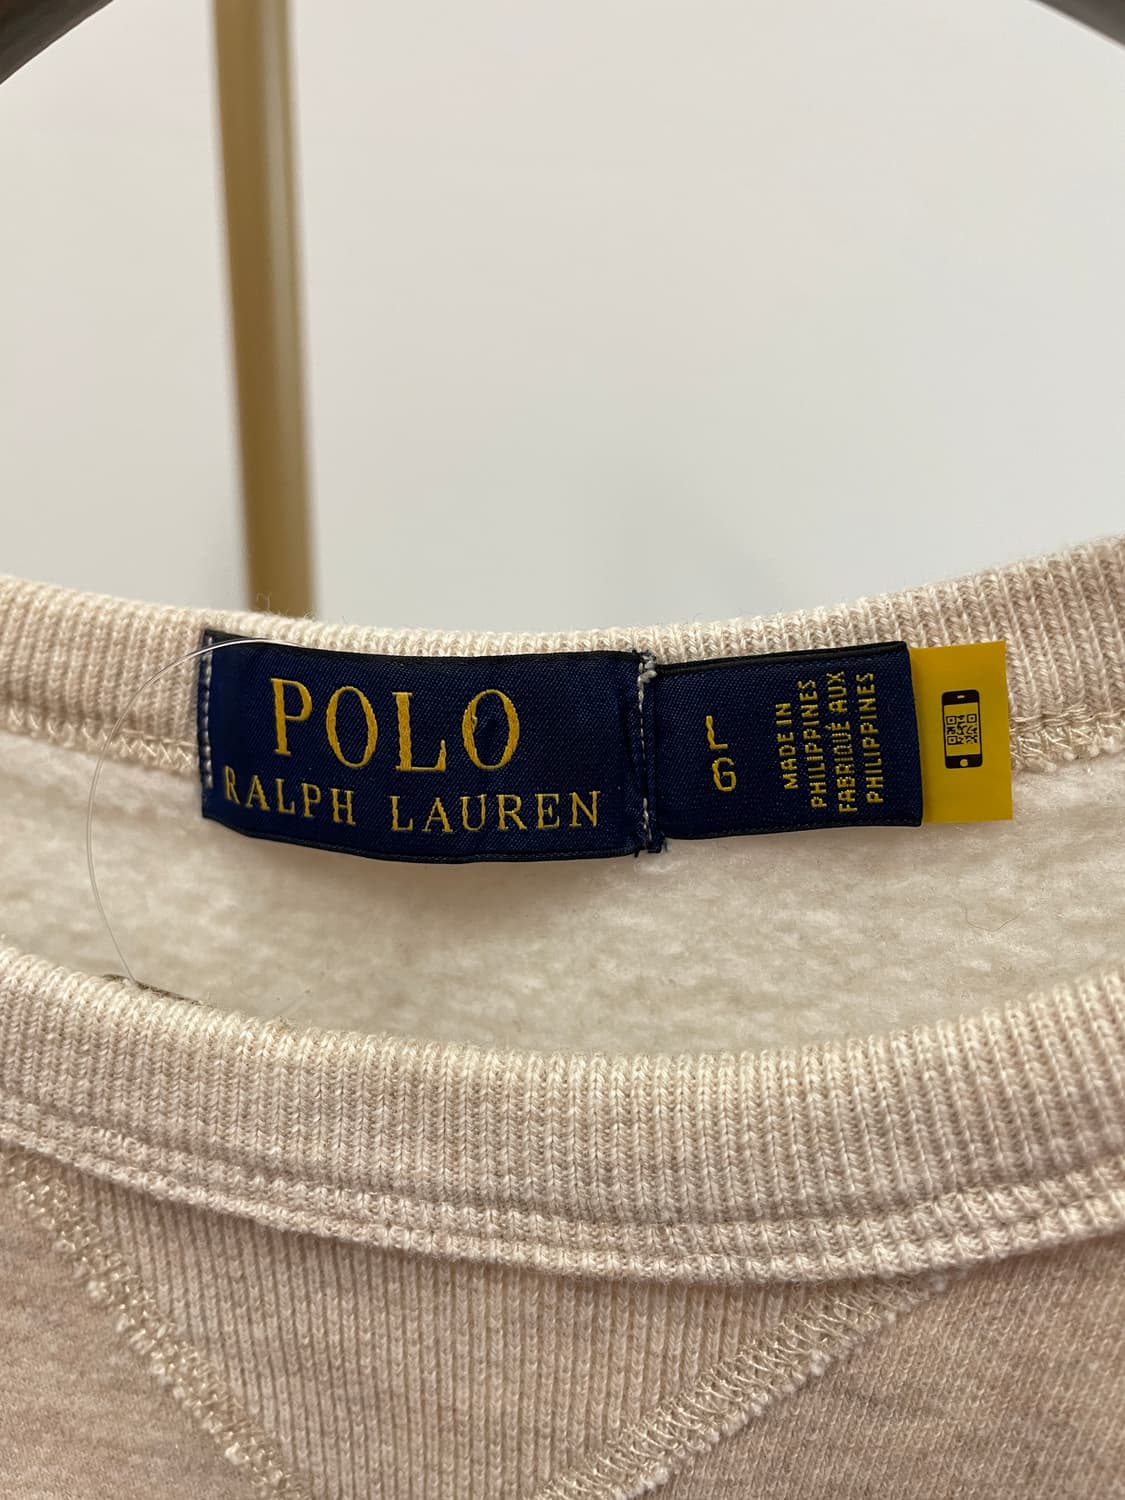 POLO
RALPH LAUREN
L
G
MADE IN
PHILIPPINES
FABRIQUÉ AUX
PHILIPPINES